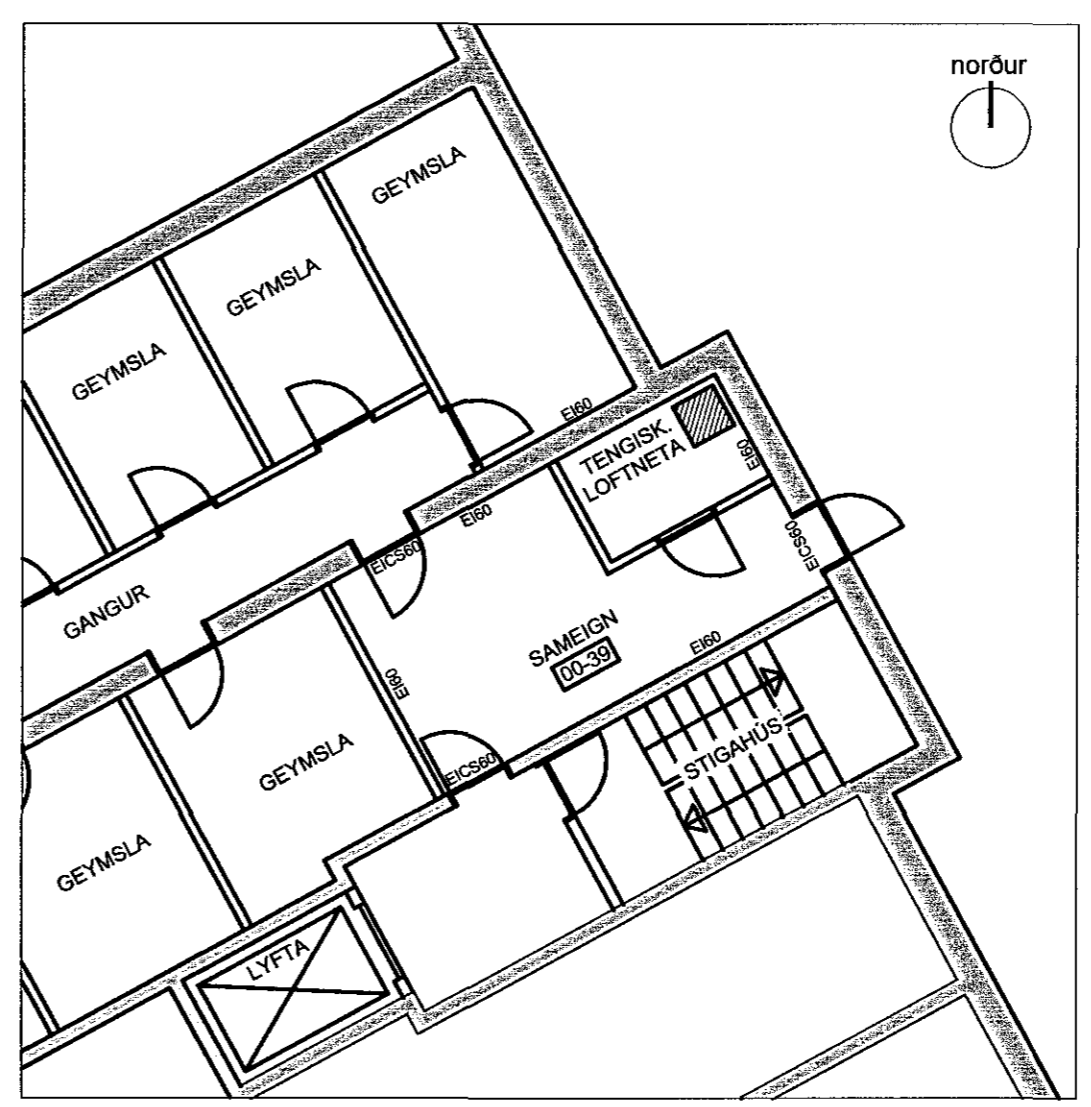 norður
GEYMSLA
GEYMSLA
GEYMSLA
EI60
TENGISK.
LOFTNETA
EI60
EI60
EICS60
EICS60
GANGUR
SAMEIGN
00-39
EI60
EI60
GEYMSLA
EICS60
STIGAHÚS
GEYMSLA
LYFTA